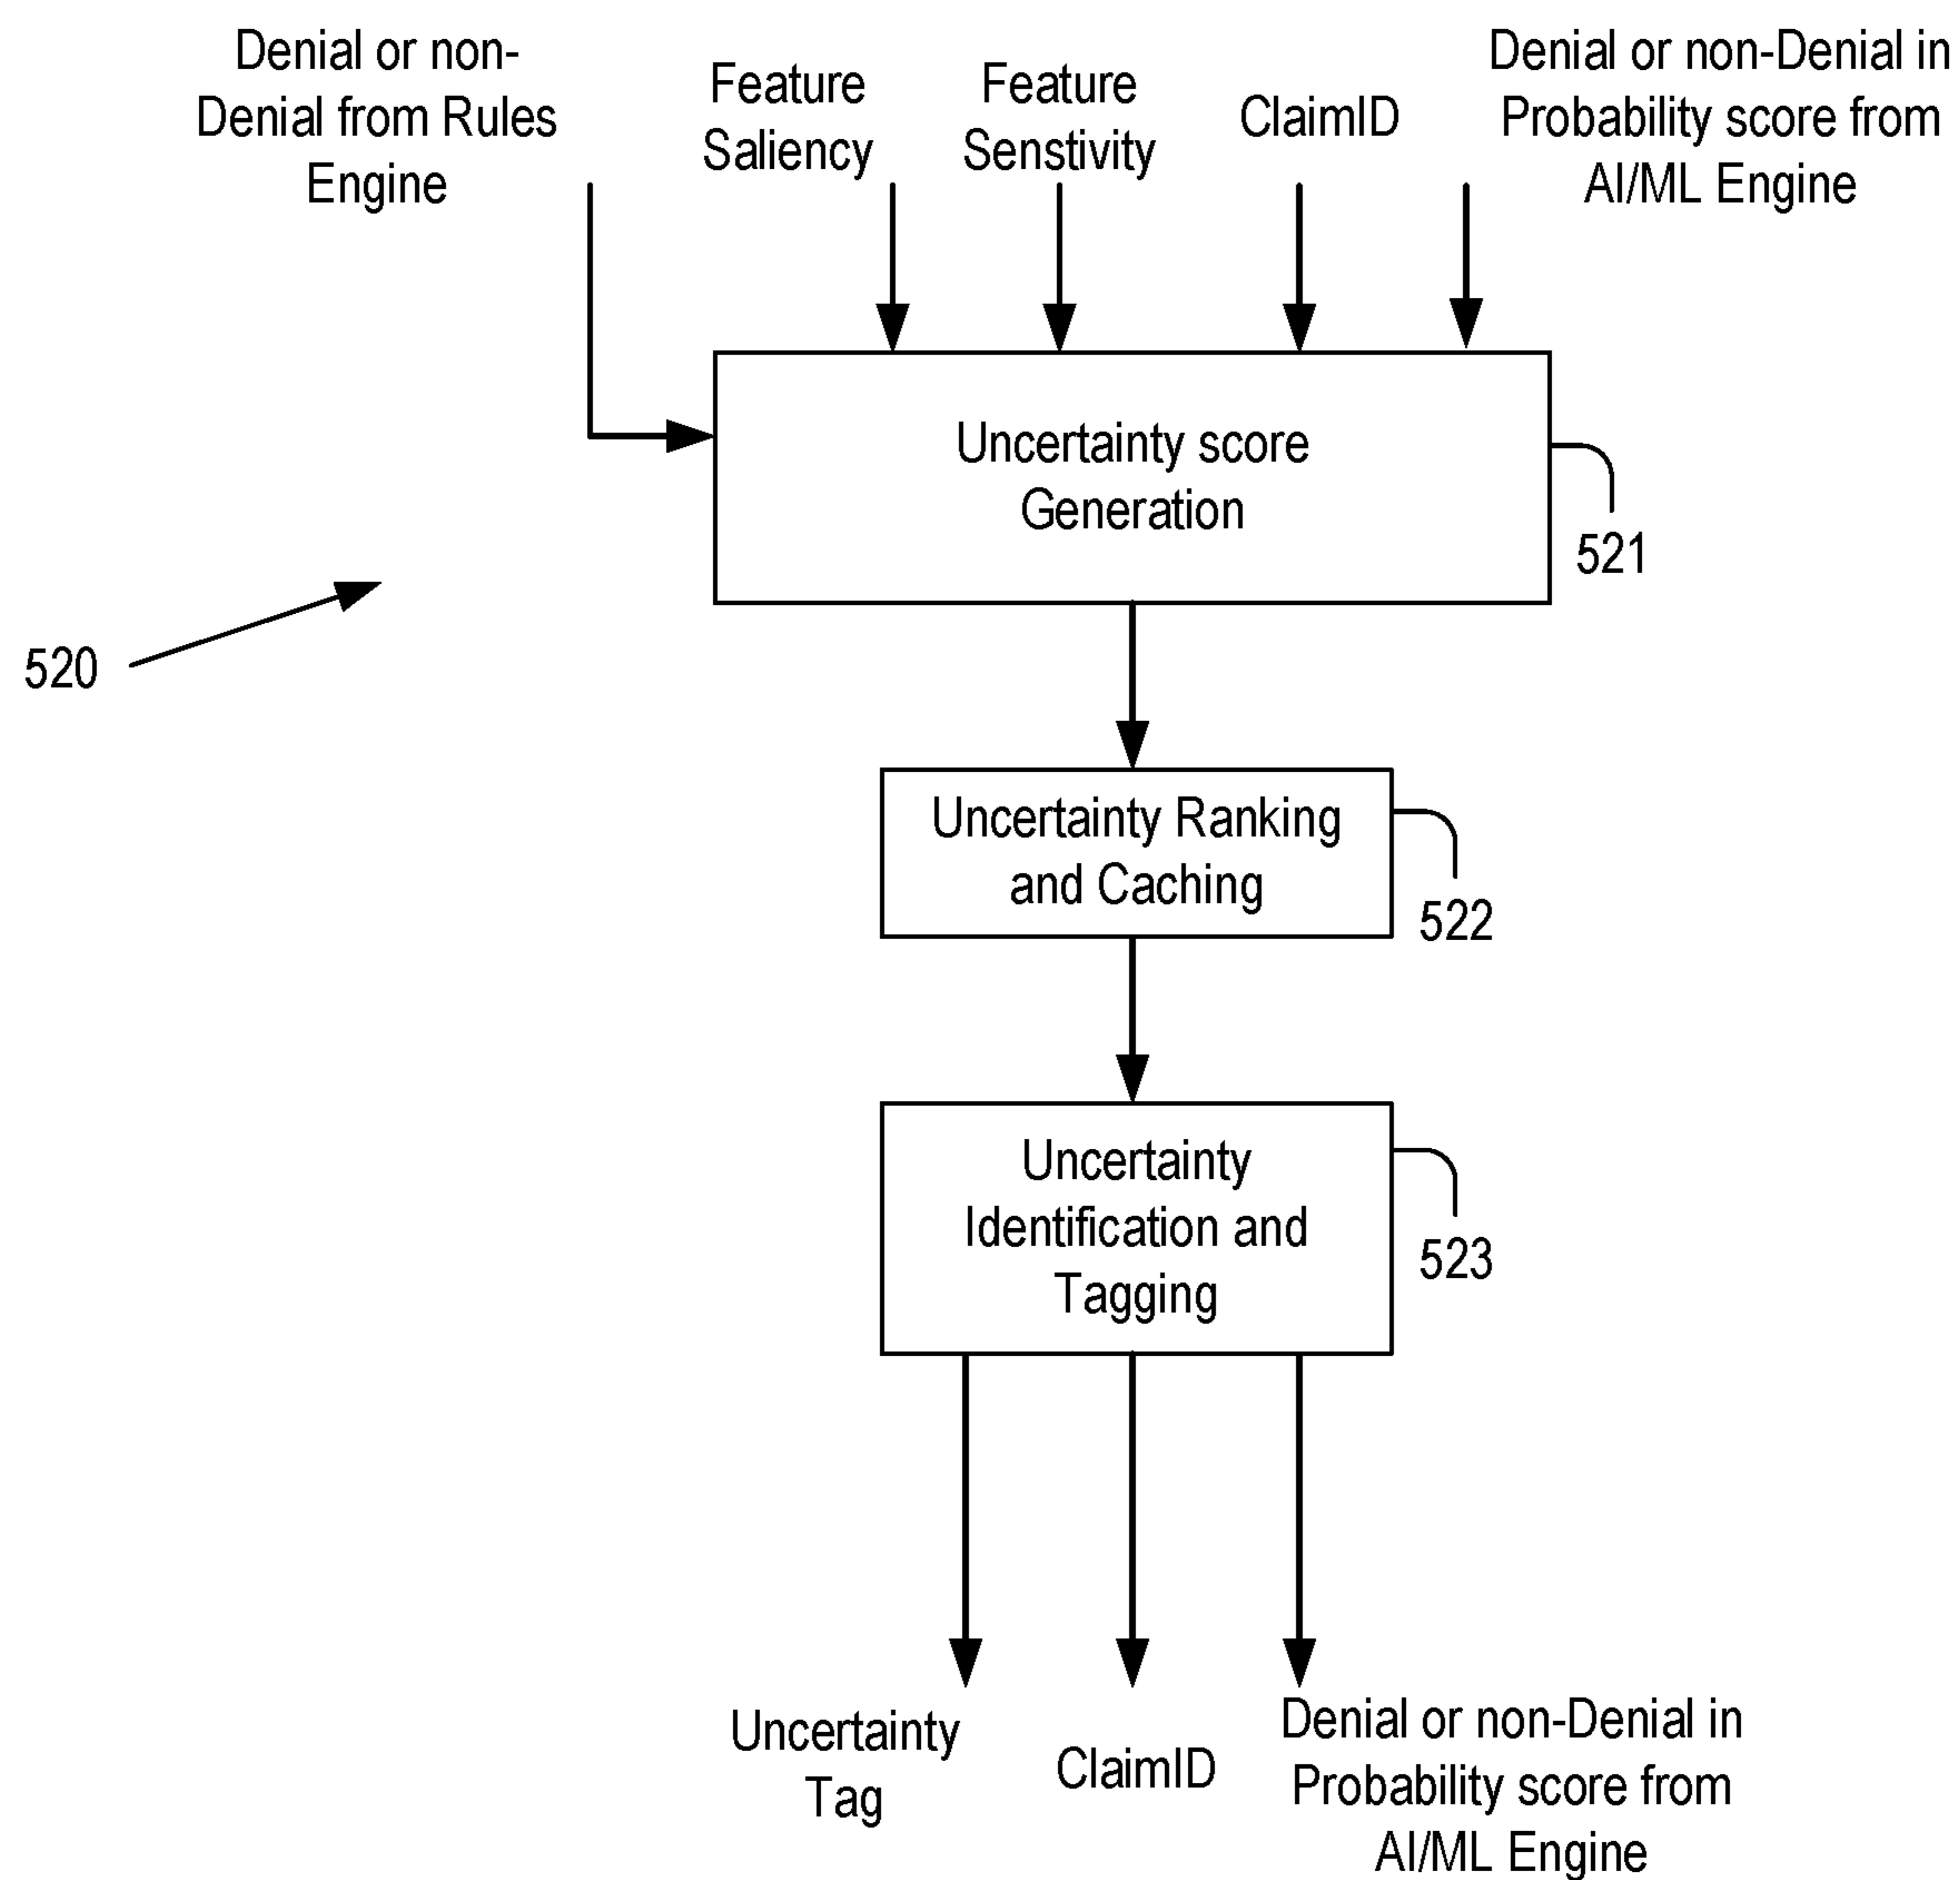 Denial or non-
Denial from Rules
Engine
Feature
Saliency
Feature
Senstivity
ClaimID
Denial or non-Denial in
Probability score from
AI/ML Engine
Uncertainty score
Generation
521
520
Uncertainty Ranking
and Caching
522
Uncertainty
Identification and
Tagging
523
Uncertainty
Tag
ClaimID
Denial or non-Denial in
Probability score from
AI/ML Engine